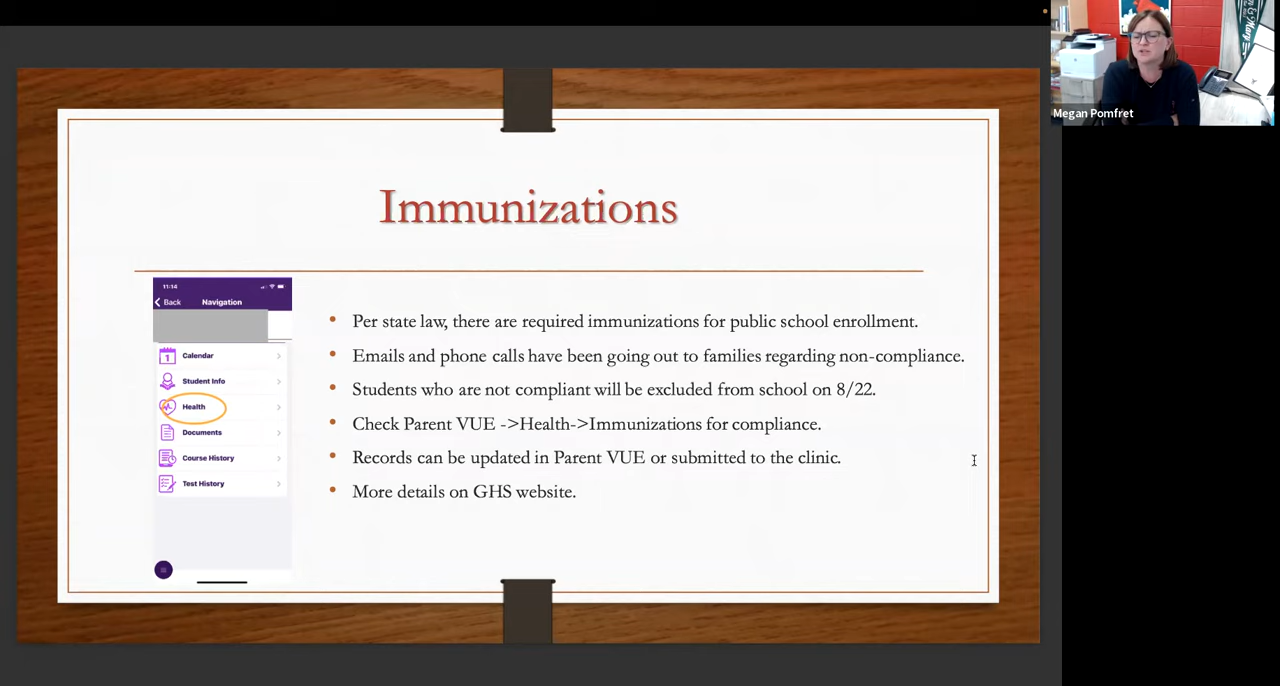 Megan Pomfret
Immunizations
11:14
Back
Navigation
Calendar
1
Student Info
Health
Documents
Course History
Test History
• Per state law, there are required immunizations for public school enrollment.
• Emails and phone calls have been going out to families regarding non-compliance.
• Students who are not compliant will be excluded from school on 8/22.
• Check Parent VUE ->Health->Immunizations for compliance.
• Records can be updated in Parent VUE or submitted to the clinic.
• More details on GHS website.